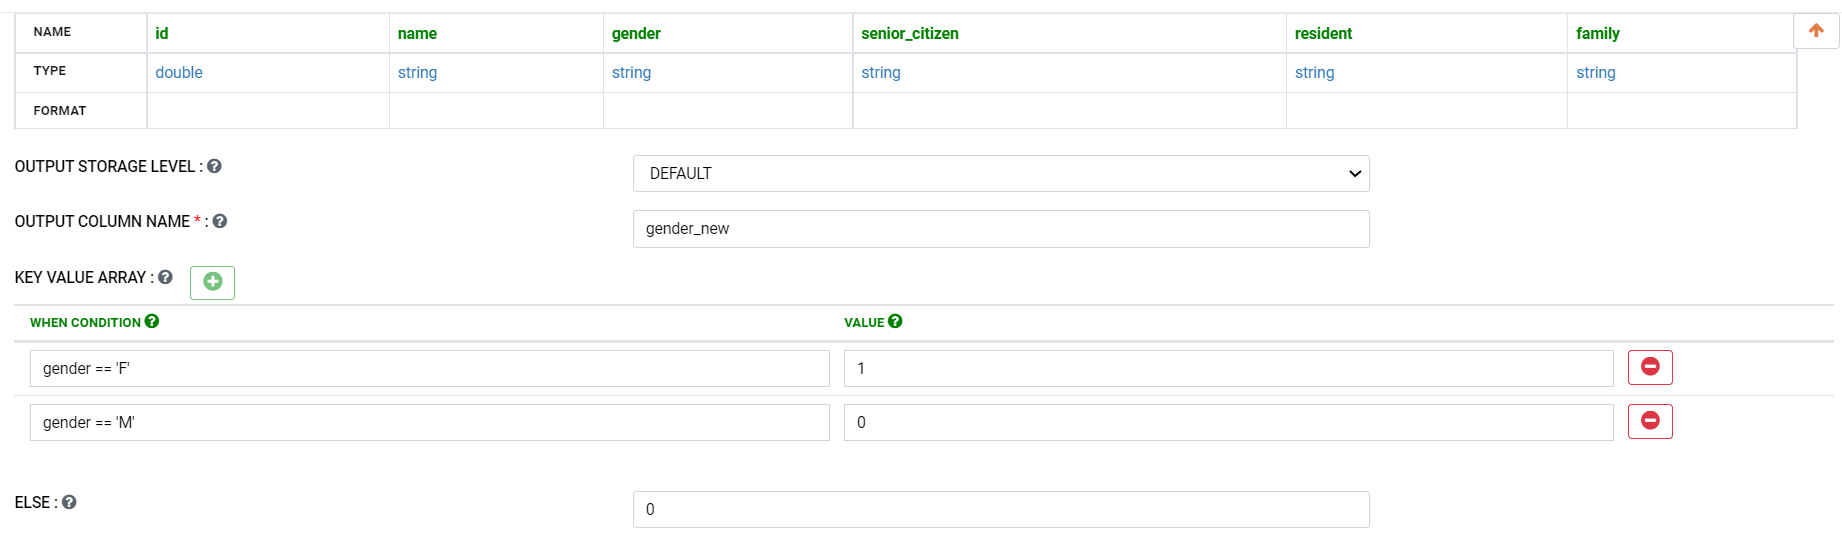 NAME id name gender senior_citizen resident family
TYPE double string string string string string
FORMAT
OUTPUT STORAGE LEVEL :
DEFAULT
OUTPUT COLUMN NAME * :
gender_new
KEY VALUE ARRAY :
WHEN CONDITION VALUE
gender == 'F' 1
gender == 'M' 0
ELSE :
0